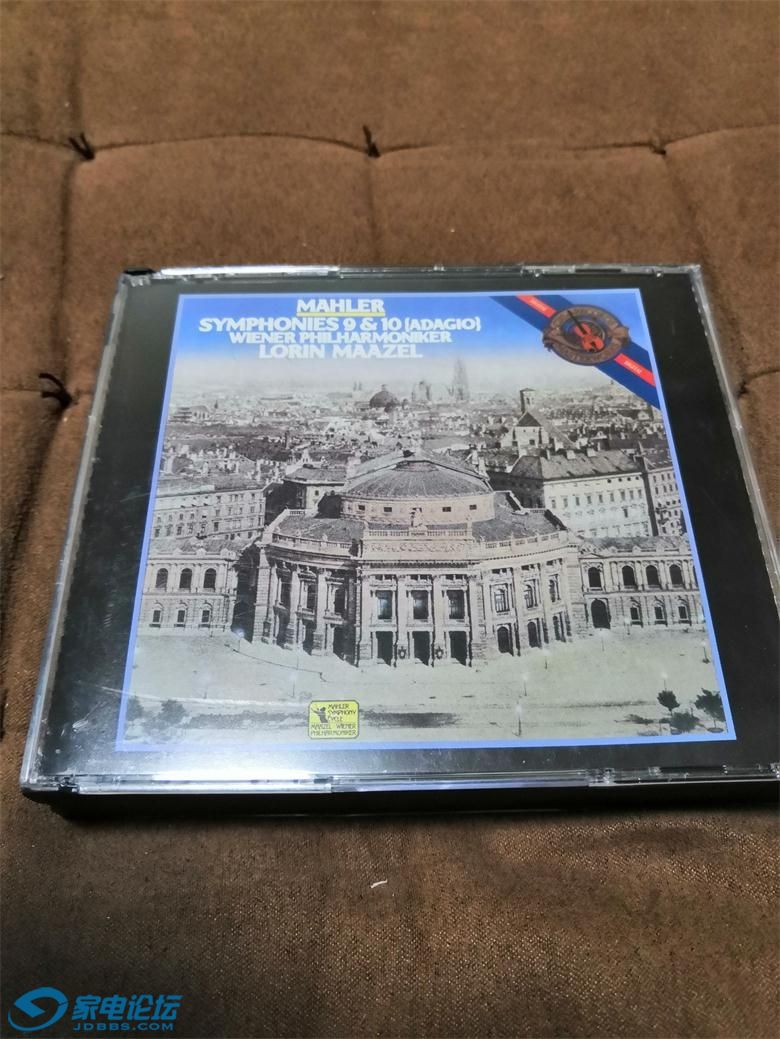 MAHLER
SYMPHONIES 9 & 10 (ADAGIO)
WIENER PHILHARMONIKER
LORIN MAAZEL
DIGITAL
MAHLER
SYMPHONY
CYCLE
MAAZEL WIENER
PHILHARMONIKER
家电论坛
JDBBS.COM